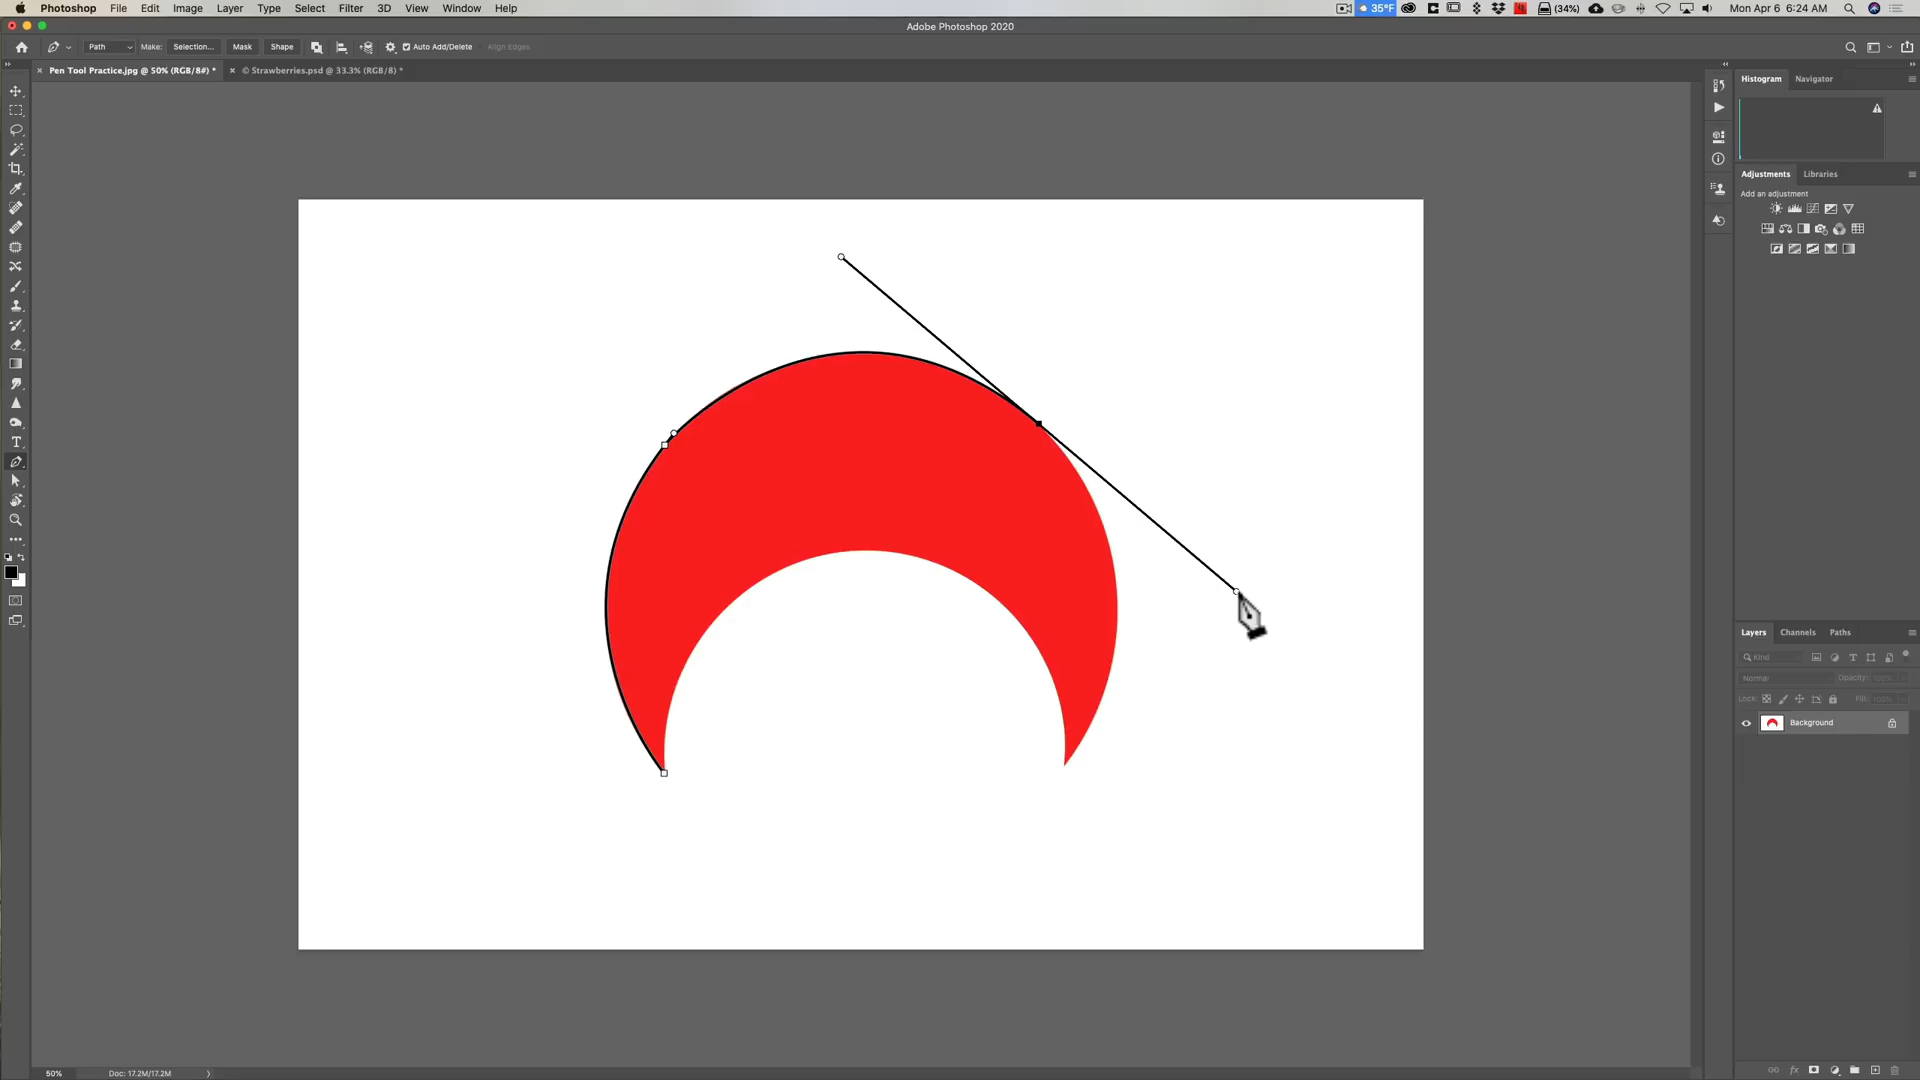 Photoshop File Edit Image Layer Type Select Filter 3D View Window Help 35°F (34%) Mon Apr 6 6:24 AM
Adobe Photoshop 2020
Path Make: Selection... Mask Shape Auto Add/Delete Align Edges
Pen Tool Practice.jpg @ 50% (RGB/8#) * © Strawberries.psd @ 33.3% (RGB/8) *
Histogram Navigator
Adjustments Libraries
Add an adjustment
Layers Channels Paths
Kind
Normal Opacity: 100%
Lock: Fill: 100%
Background
50% Doc: 17.2M/17.2M